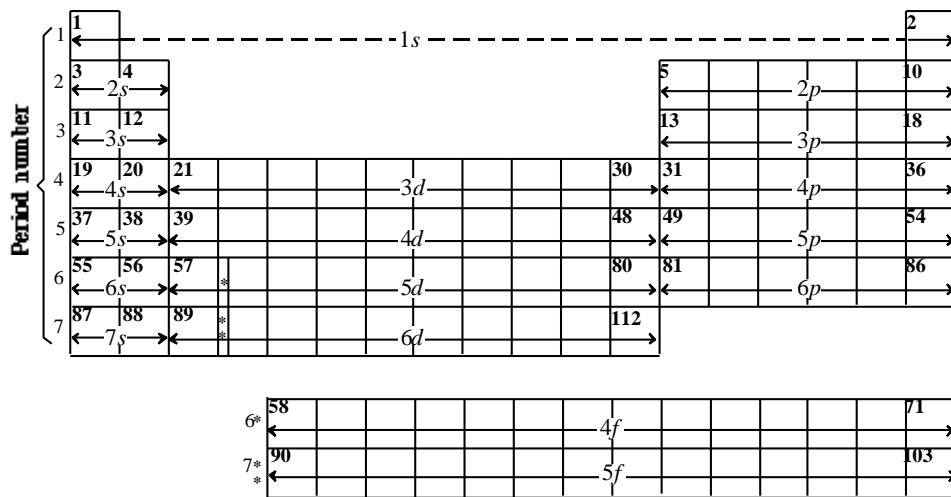 1 2
1 1s
3 4 5 10
2 2s 2p
11 12 13 18
3 3s 3p
19 20 21 30 31 36
4 4s 3d 4p
37 38 39 48 49 54
5 5s 4d 5p
55 56 57 80 81 86
6 6s * 5d 6p
87 88 89 112
7 7s ** 6d
Period number
58 71
6* 4f
90 103
7** 5f